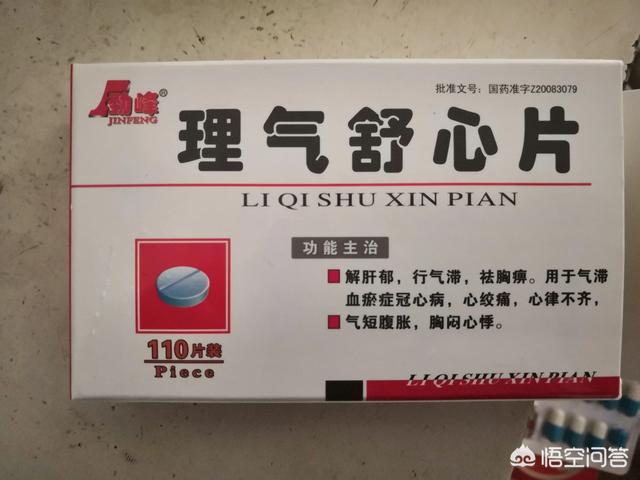 劲峰®
JINFENG
批准文号：国药准字Z20083079
理气舒心片
LI QI SHU XIN PIAN
功能主治
解肝郁，行气滞，祛胸痹。用于气滞
血瘀症冠心病，心绞痛，心律不齐，
气短腹胀，胸闷心悸。
110片装
Piece
LI QI SHU XIN PIAN
悟空问答